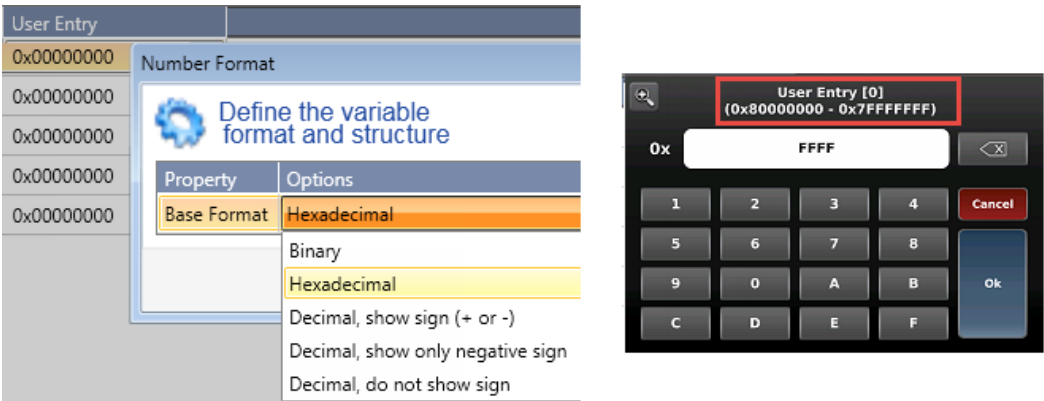 User Entry
0x00000000
0x00000000
0x00000000
0x00000000
0x00000000
Number Format
Define the variable
format and structure
Property Options
Base Format Hexadecimal
Binary
Hexadecimal
Decimal, show sign (+ or -)
Decimal, show only negative sign
Decimal, do not show sign
User Entry [0]
(0x80000000 - 0x7FFFFFFF)
0x FFFF
1 2 3 4 Cancel
5 6 7 8
9 0 A B Ok
C D E F